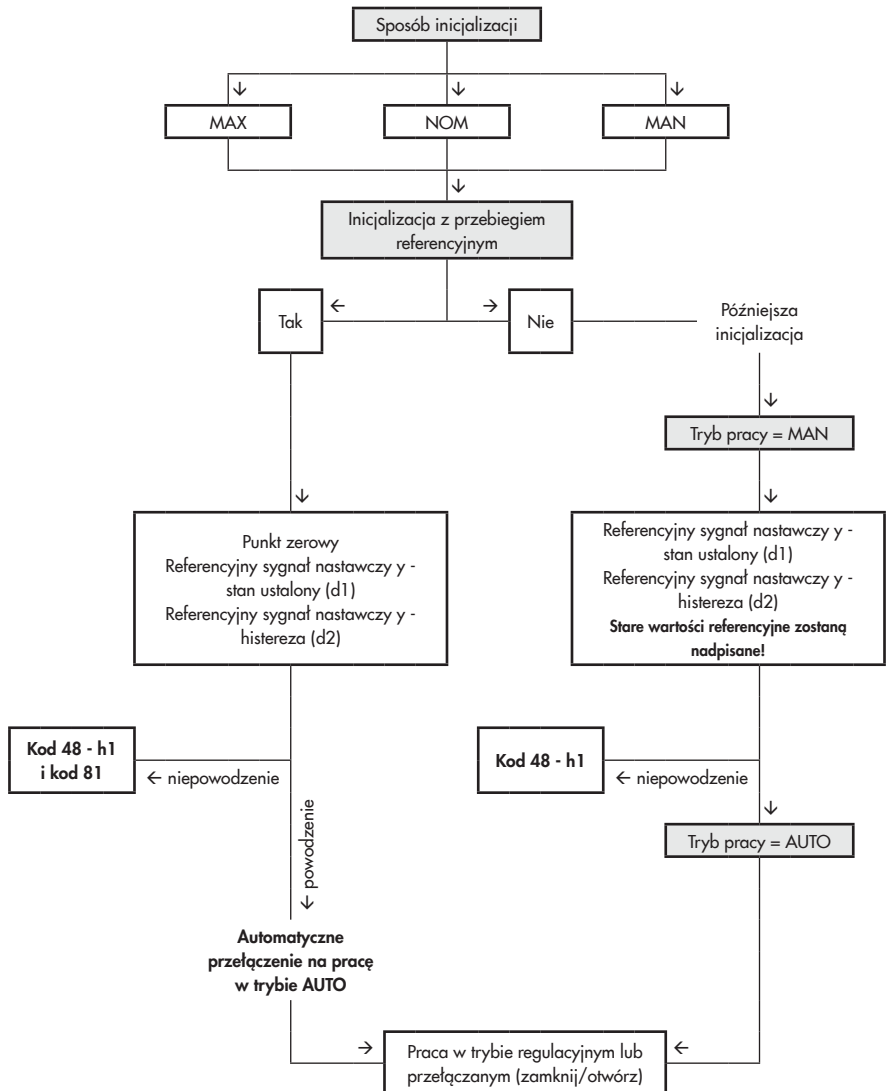 Sposób inicjalizacji
MAX
NOM
MAN
Inicjalizacja z przebiegiem
referencyjnym
Tak
Nie
Późniejsza
inicjalizacja
Tryb pracy = MAN
Punkt zerowy
Referencyjny sygnał nastawczy y -
stan ustalony (d1)
Referencyjny sygnał nastawczy y -
histereza (d2)
Referencyjny sygnał nastawczy y -
stan ustalony (d1)
Referencyjny sygnał nastawczy y -
histereza (d2)
Stare wartości referencyjne zostaną
nadpisane!
Kod 48 - h1
i kod 81
← niepowodzenie
Kod 48 - h1
← niepowodzenie
← powodzenie
Tryb pracy = AUTO
Automatyczne
przełączenie na pracę
w trybie AUTO
Praca w trybie regulacyjnym lub
przełączanym (zamknij/otwórz)